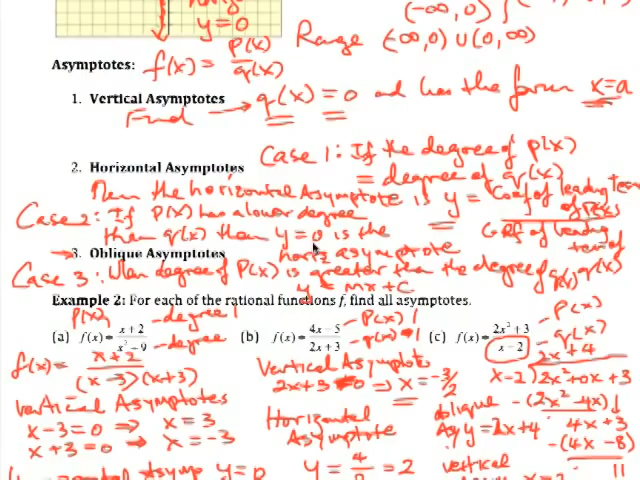 (-∞, 0)
y = 0
Range (-∞, 0) ∪ (0, ∞)
Asymptotes: f(x) = p(x)/q(x)
1. Vertical Asymptotes
Find → q(x) = 0 and has the form x = a
Case 1: If the degree of p(x)
2. Horizontal Asymptotes = degree of q(x)
Then the horizontal Asymptote is y = Coef of leading term of p(x) / Coef of leading term of q(x)
Case 2: If P(x) has a lower degree
then q(x) then y = 0 is the
horiz asymptote
3. Oblique Asymptotes
Case 3: When degree of P(x) is greater than the degree of q(x)
y = mx + c
Example 2: For each of the rational functions f, find all asymptotes.
P(x) - degree 1
(a) f(x) = x+2 / x² - 9 - degree
f(x) = x+2 / (x-3)(x+3)
Vertical Asymptotes
x - 3 = 0 ⇒ x = 3
x + 3 = 0 ⇒ x = -3
y = 0
(b) f(x) = 4x-5 / 2x+3 - P(x) 1
- q(x) 1
Vertical Asymptote
2x + 3 = 0 ⇒ x = -3/2
Horizontal
Asymptote
y = 4/2 = 2
(c) f(x) = 2x²+3 / x-2 - P(x)
- q(x)
2x + 4
x-2 ) 2x² + 0x + 3
oblique - (2x² - 4x) ↓
Asy y = 2x+4 4x + 3
- (4x - 8)
11
vertical